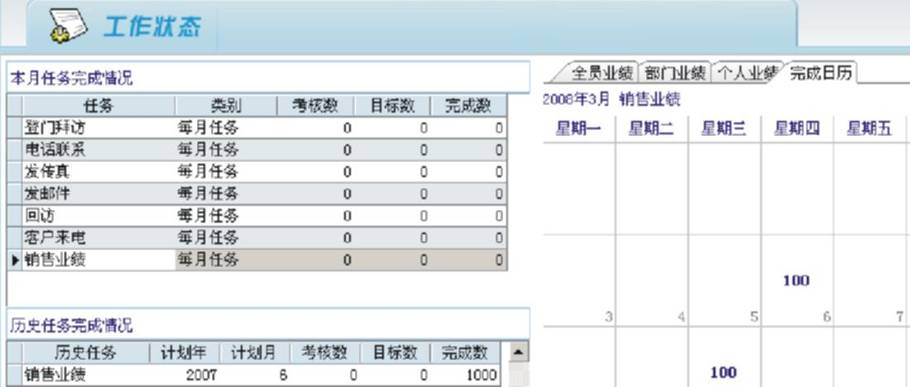 工作状态
本月任务完成情况
任务 类别 考核数 目标数 完成数
登门拜访 每月任务 0 0 0
电话联系 每月任务 0 0 0
发传真 每月任务 0 0 0
发邮件 每月任务 0 0 0
回访 每月任务 0 0 0
客户来电 每月任务 0 0 0
销售业绩 每月任务 0 0 0
历史任务完成情况
历史任务 计划年 计划月 考核数 目标数 完成数
销售业绩 2007 6 0 0 1000
全员业绩 部门业绩 个人业绩 完成日历
2008年3月 销售业绩
星期一 星期二 星期三 星期四 星期五
100
3 4 5 6 7
100